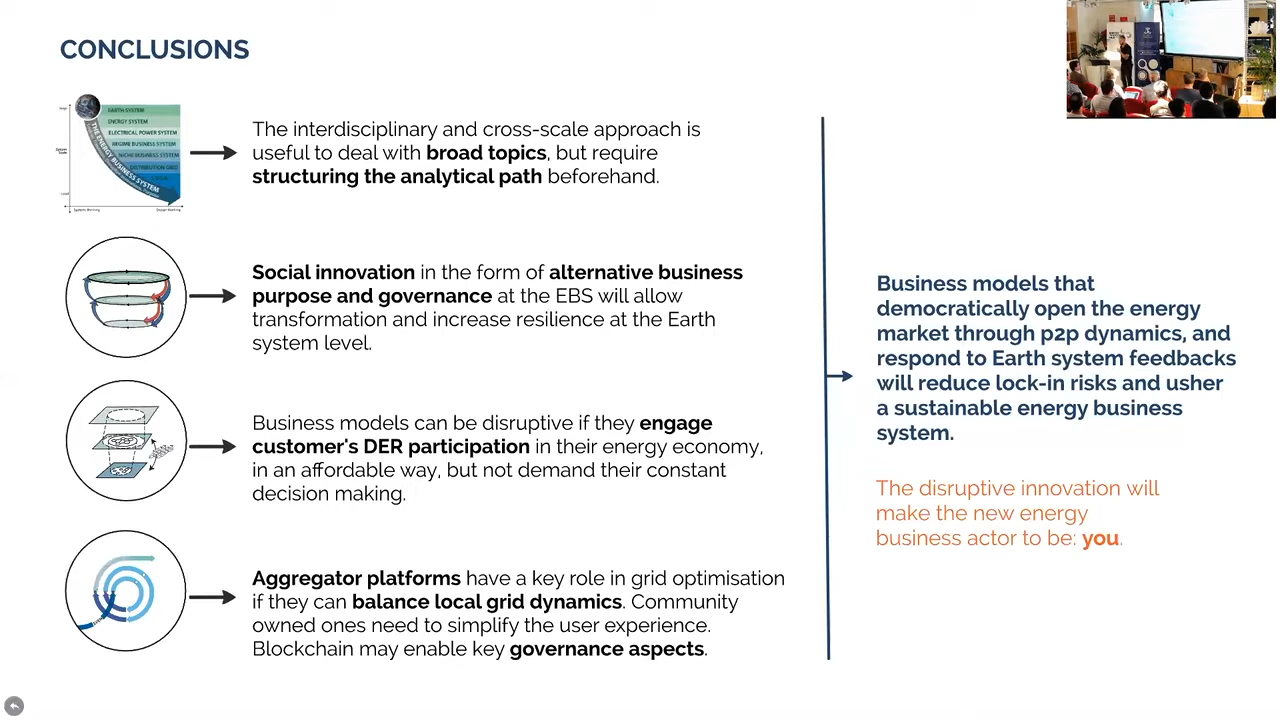 CONCLUSIONS
EARTH SYSTEM
ENERGY SYSTEM
ELECTRICAL POWER SYSTEM
REGIME BUSINESS SYSTEM
NICHE BUSINESS SYSTEM
DISTRIBUTION GRID
THE ENERGY BUSINESS SYSTEM
The interdisciplinary and cross-scale approach is
useful to deal with broad topics, but require
structuring the analytical path beforehand.
Social innovation in the form of alternative business
purpose and governance at the EBS will allow
transformation and increase resilience at the Earth
system level.
Business models can be disruptive if they engage
customer's DER participation in their energy economy,
in an affordable way, but not demand their constant
decision making.
Aggregator platforms have a key role in grid optimisation
if they can balance local grid dynamics. Community
owned ones need to simplify the user experience.
Blockchain may enable key governance aspects.
Business models that
democratically open the energy
market through p2p dynamics, and
respond to Earth system feedbacks
will reduce lock-in risks and usher
a sustainable energy business
system.
The disruptive innovation will
make the new energy
business actor to be: you.